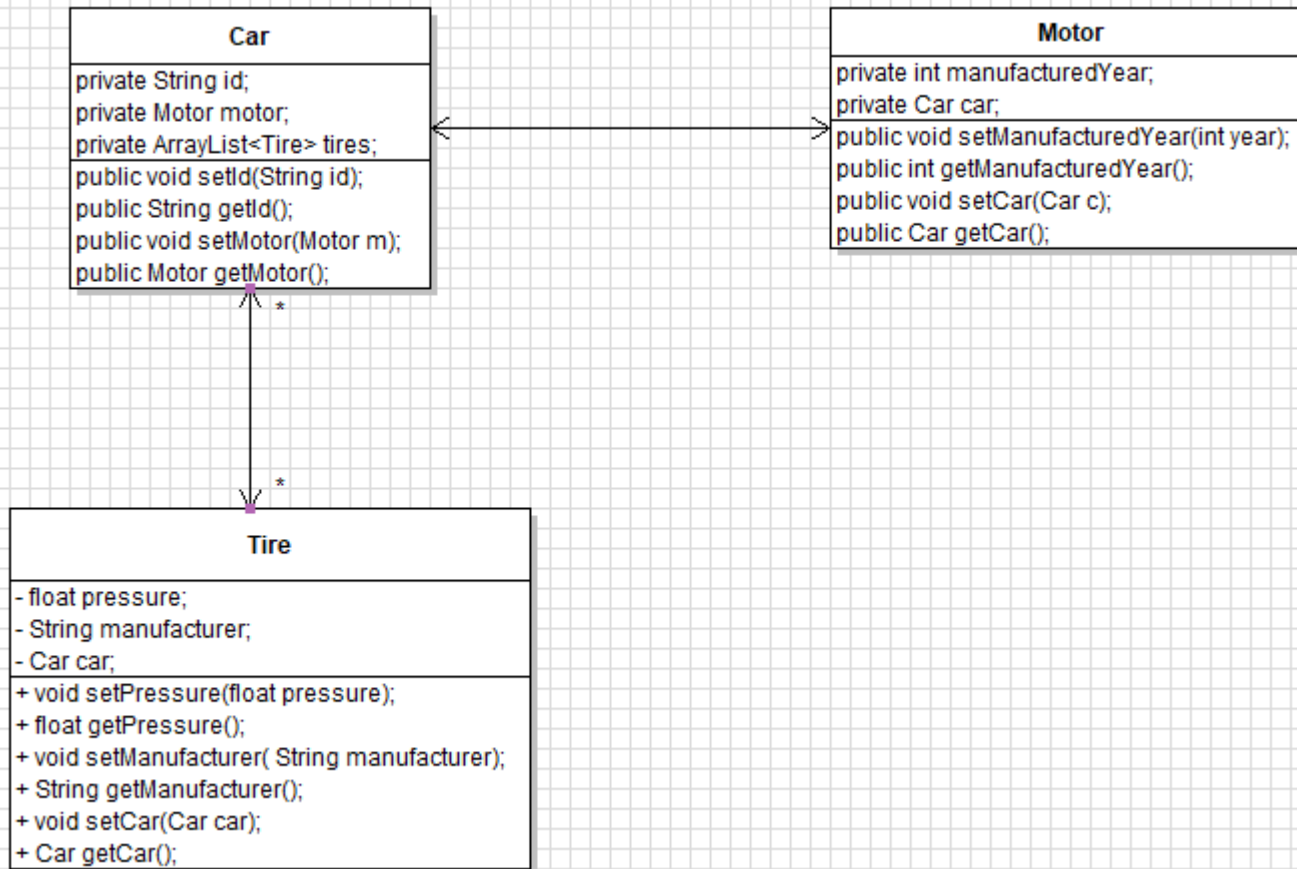 Car
private String id;
private Motor motor;
private ArrayList<Tire> tires;
public void setId(String id);
public String getId();
public void setMotor(Motor m);
public Motor getMotor();
Motor
private int manufacturedYear;
private Car car;
public void setManufacturedYear(int year);
public int getManufacturedYear();
public void setCar(Car c);
public Car getCar();
*
*
Tire
- float pressure;
- String manufacturer;
- Car car;
+ void setPressure(float pressure);
+ float getPressure();
+ void setManufacturer( String manufacturer);
+ String getManufacturer();
+ void setCar(Car car);
+ Car getCar();